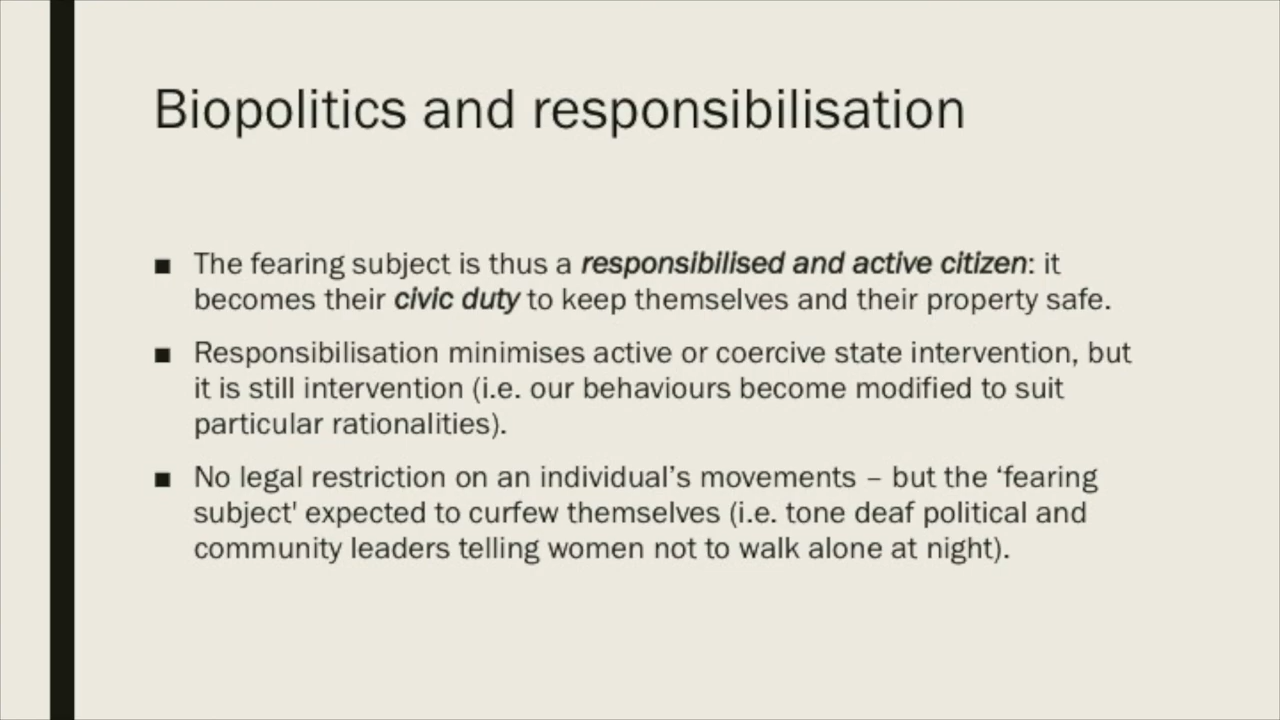 Biopolitics and responsibilisation
■ The fearing subject is thus a responsibilised and active citizen: it
becomes their civic duty to keep themselves and their property safe.
■ Responsibilisation minimises active or coercive state intervention, but
it is still intervention (i.e. our behaviours become modified to suit
particular rationalities).
■ No legal restriction on an individual’s movements – but the ‘fearing
subject' expected to curfew themselves (i.e. tone deaf political and
community leaders telling women not to walk alone at night).